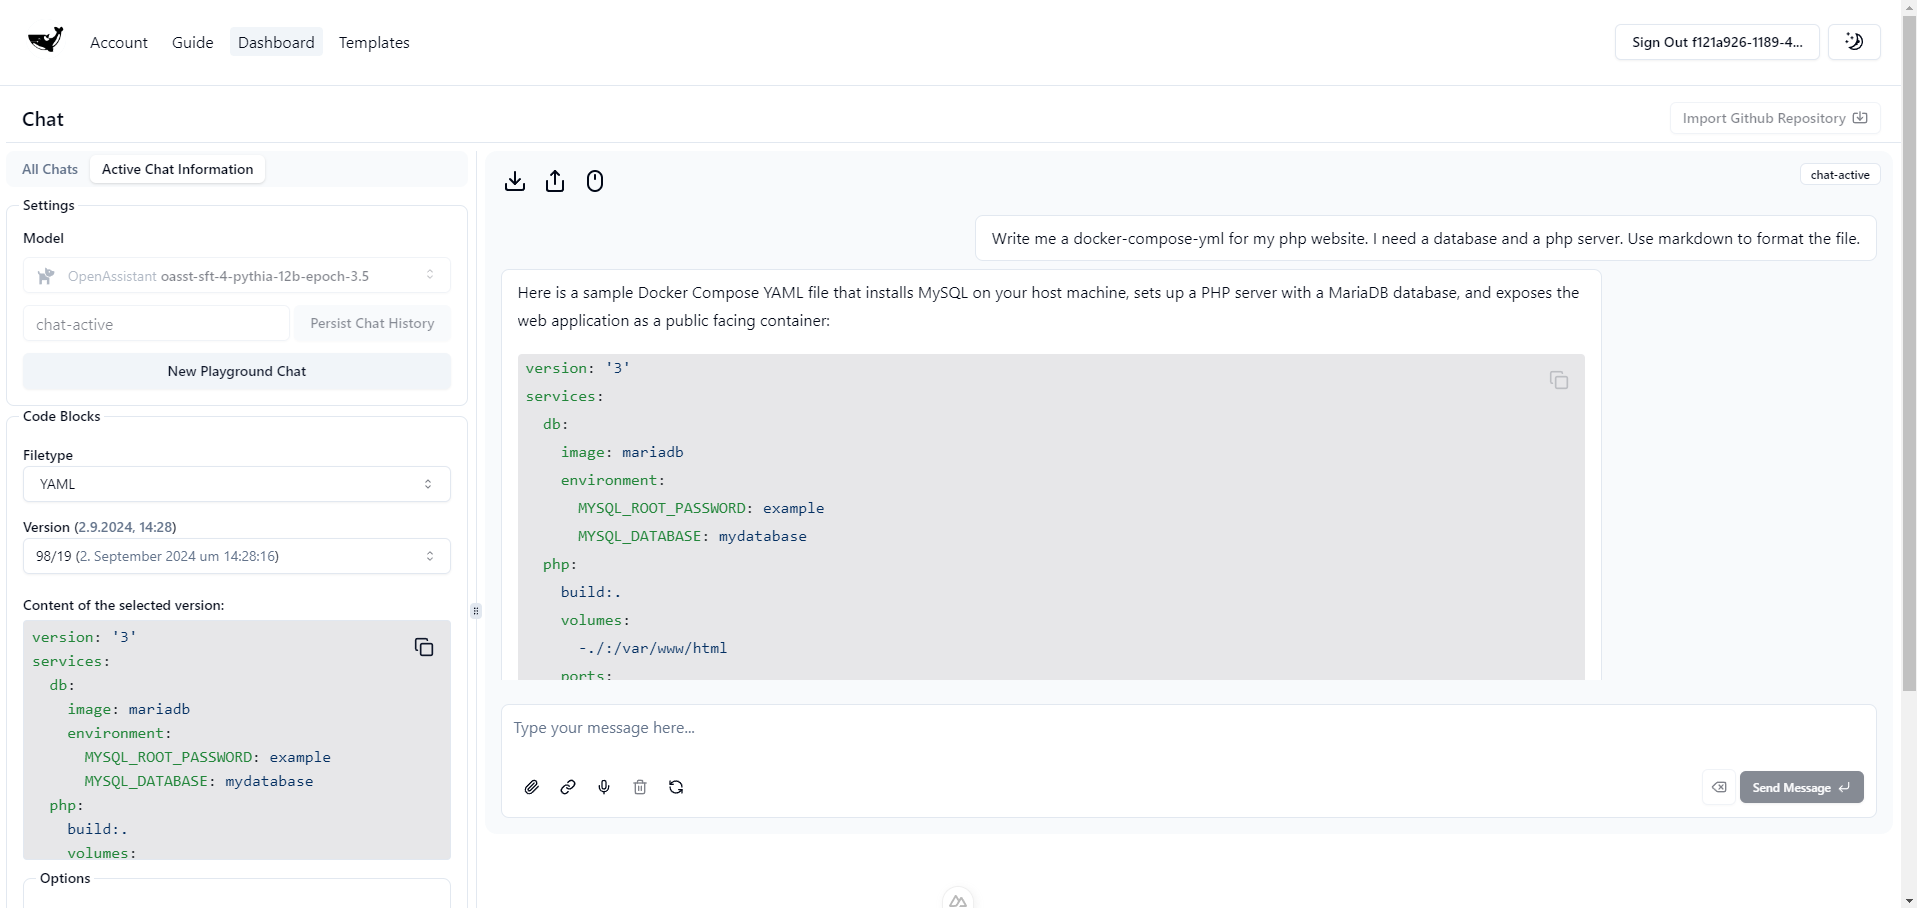 Account Guide Dashboard Templates
Sign Out f121a926-1189-4...
Chat
Import Github Repository
All Chats Active Chat Information
Settings
Model
OpenAssistant oasst-sft-4-pythia-12b-epoch-3.5
chat-active
Persist Chat History
New Playground Chat
Code Blocks
Filetype
YAML
Version (2.9.2024, 14:28)
98/19 (2. September 2024 um 14:28:16)
Content of the selected version:
version: '3'
services:
  db:
    image: mariadb
    environment:
      MYSQL_ROOT_PASSWORD: example
      MYSQL_DATABASE: mydatabase
  php:
    build:.
    volumes:
Options
chat-active
Write me a docker-compose-yml for my php website. I need a database and a php server. Use markdown to format the file.
Here is a sample Docker Compose YAML file that installs MySQL on your host machine, sets up a PHP server with a MariaDB database, and exposes the
web application as a public facing container:
version: '3'
services:
  db:
    image: mariadb
    environment:
      MYSQL_ROOT_PASSWORD: example
      MYSQL_DATABASE: mydatabase
  php:
    build:.
    volumes:
      -./:/var/www/html
    ports:
Type your message here...
Send Message